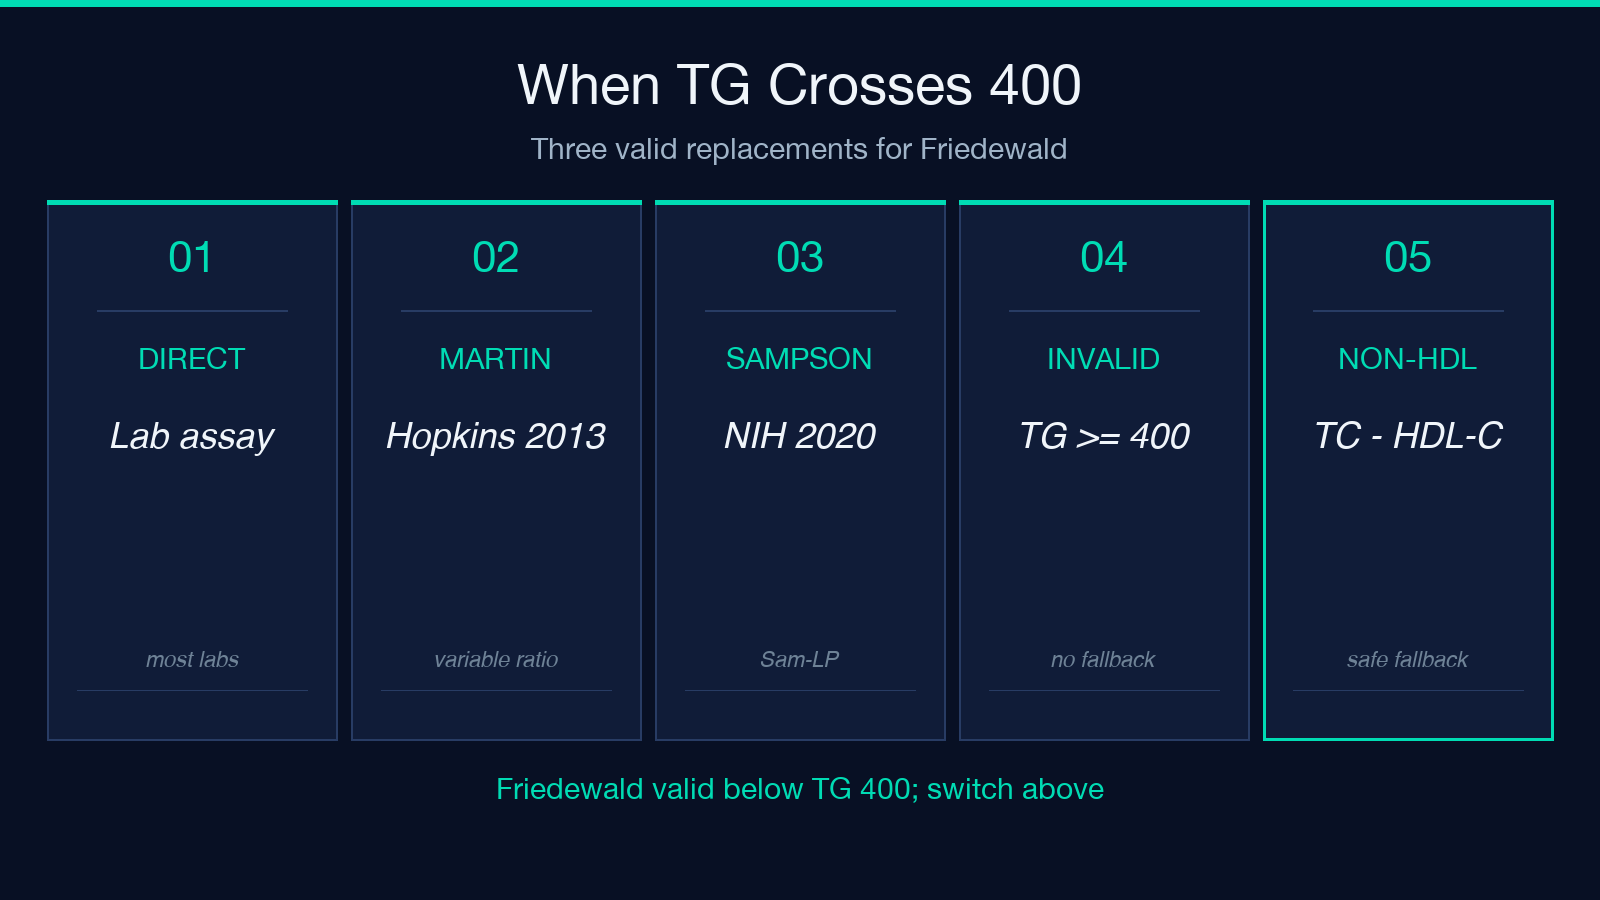 When TG Crosses 400
Three valid replacements for Friedewald
01
DIRECT
Lab assay
most labs
02
MARTIN
Hopkins 2013
variable ratio
03
SAMPSON
NIH 2020
Sam-LP
04
INVALID
TG >= 400
no fallback
05
NON-HDL
TC - HDL-C
safe fallback
Friedewald valid below TG 400; switch above